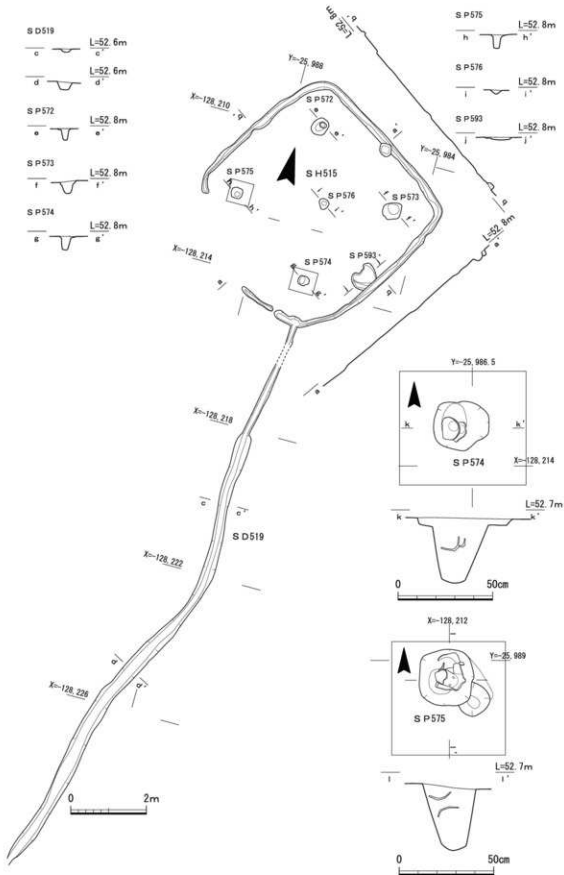 SD519
L=52.6m
c c'
L=52.6m
d d'
SP572
L=52.8m
e e'
SP573
L=52.8m
f f'
SP574
L=52.8m
g g'
SP575
L=52.8m
h h'
SP576
L=52.8m
i i'
SP593
L=52.8m
j j'
L=52.8m
b'
b
L=52.8m
a'
a
Y=-25,988
X=-128,210
b'
SP572
e
e'
a'
Y=-25,984
SP575
h'
SH515
SP576
i
i'
f
SP573
f'
X=-128,214
SP574
g'
SP593
j'
j
b
a
X=-128,218
c
c'
SD519
X=-128,222
d
d'
X=-128,226
0 2m
Y=-25,986.5
k k'
SP574
X=-128,214
L=52.7m
k k'
0 50cm
X=-128,212
Y=-25,989
SP575
L=52.7m
l l'
0 50cm